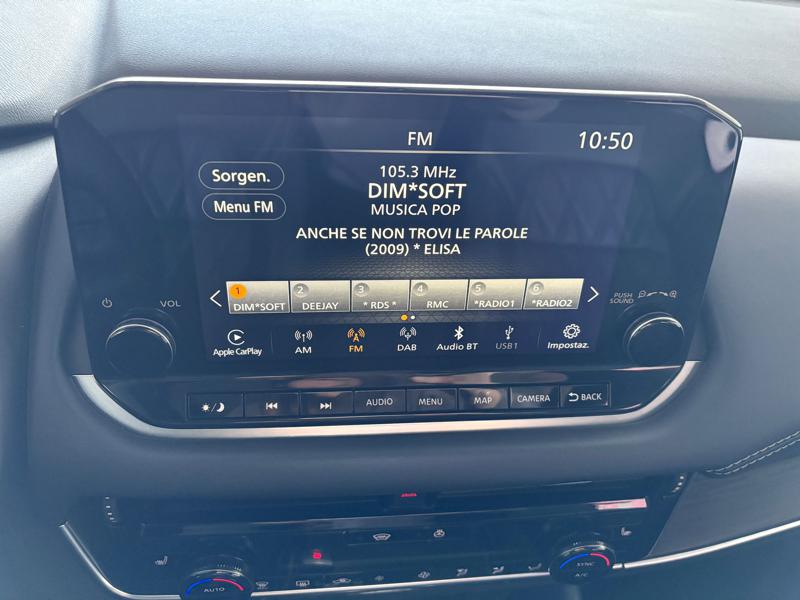 FM
10:50
Sorgen.
Menu FM
105.3 MHz
DIM*SOFT
MUSICA POP
ANCHE SE NON TROVI LE PAROLE
(2009) * ELISA
1 DIM*SOFT
2 DEEJAY
3 * RDS *
4 RMC
5 *RADIO1
6 *RADIO2
VOL
PUSH
SOUND
Apple CarPlay
AM
FM
DAB
Audio BT
USB1
Impostaz.
AUDIO
MENU
MAP
CAMERA
BACK
AUTO
SYNC
A/C